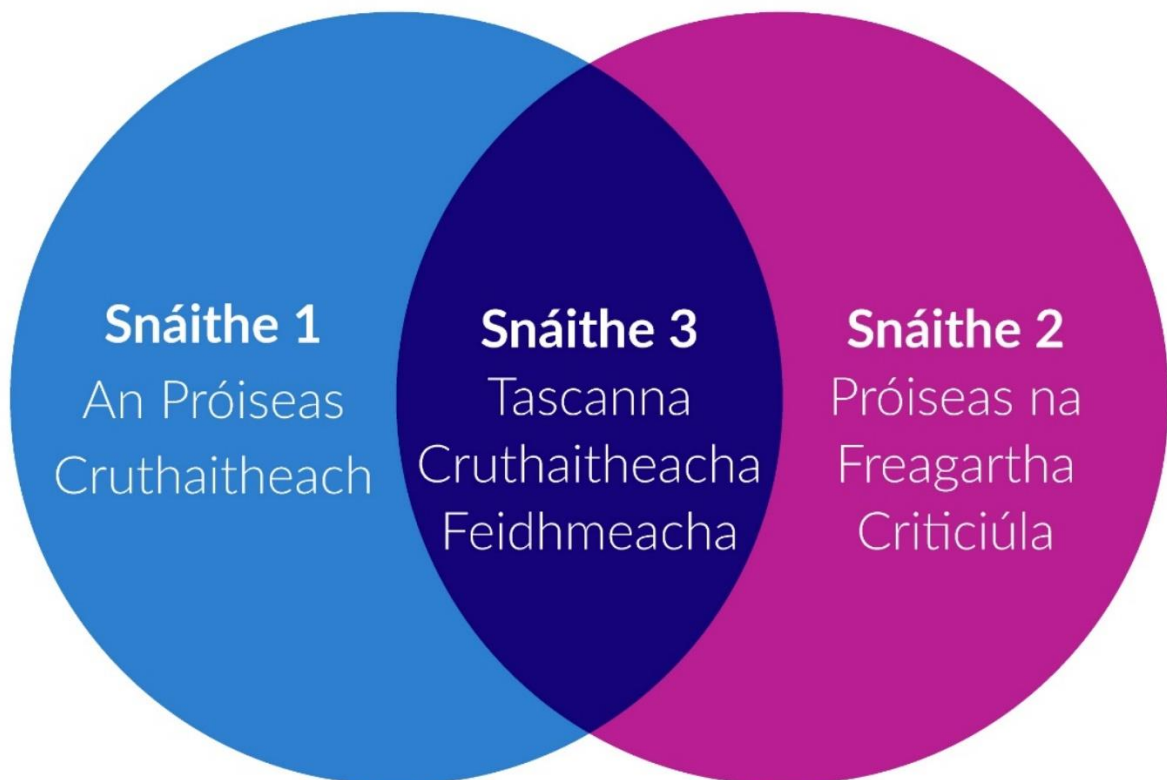 Snáithe 1
An Próiseas
Cruthaitheach
Snáithe 3
Tascanna
Cruthaitheacha
Feidhmeacha
Snáithe 2
Próiseas na
Freagartha
Criticiúla